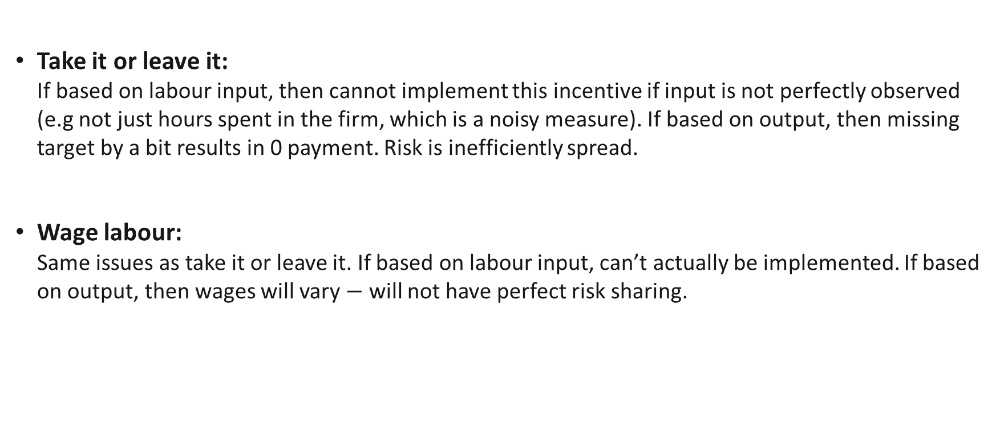 • Take it or leave it:
If based on labour input, then cannot implement this incentive if input is not perfectly observed
(e.g not just hours spent in the firm, which is a noisy measure). If based on output, then missing
target by a bit results in 0 payment. Risk is inefficiently spread.
• Wage labour:
Same issues as take it or leave it. If based on labour input, can’t actually be implemented. If based
on output, then wages will vary — will not have perfect risk sharing.